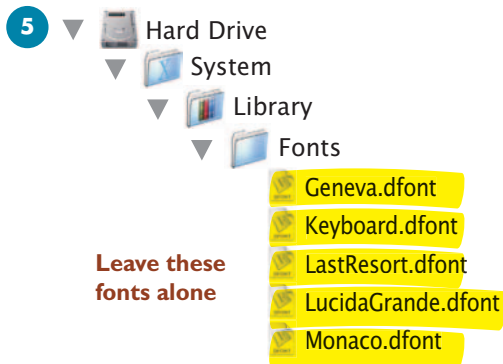 5
Hard Drive
System
Library
Fonts
Geneva.dfont
Keyboard.dfont
Leave these
fonts alone
LastResort.dfont
LucidaGrande.dfont
Monaco.dfont